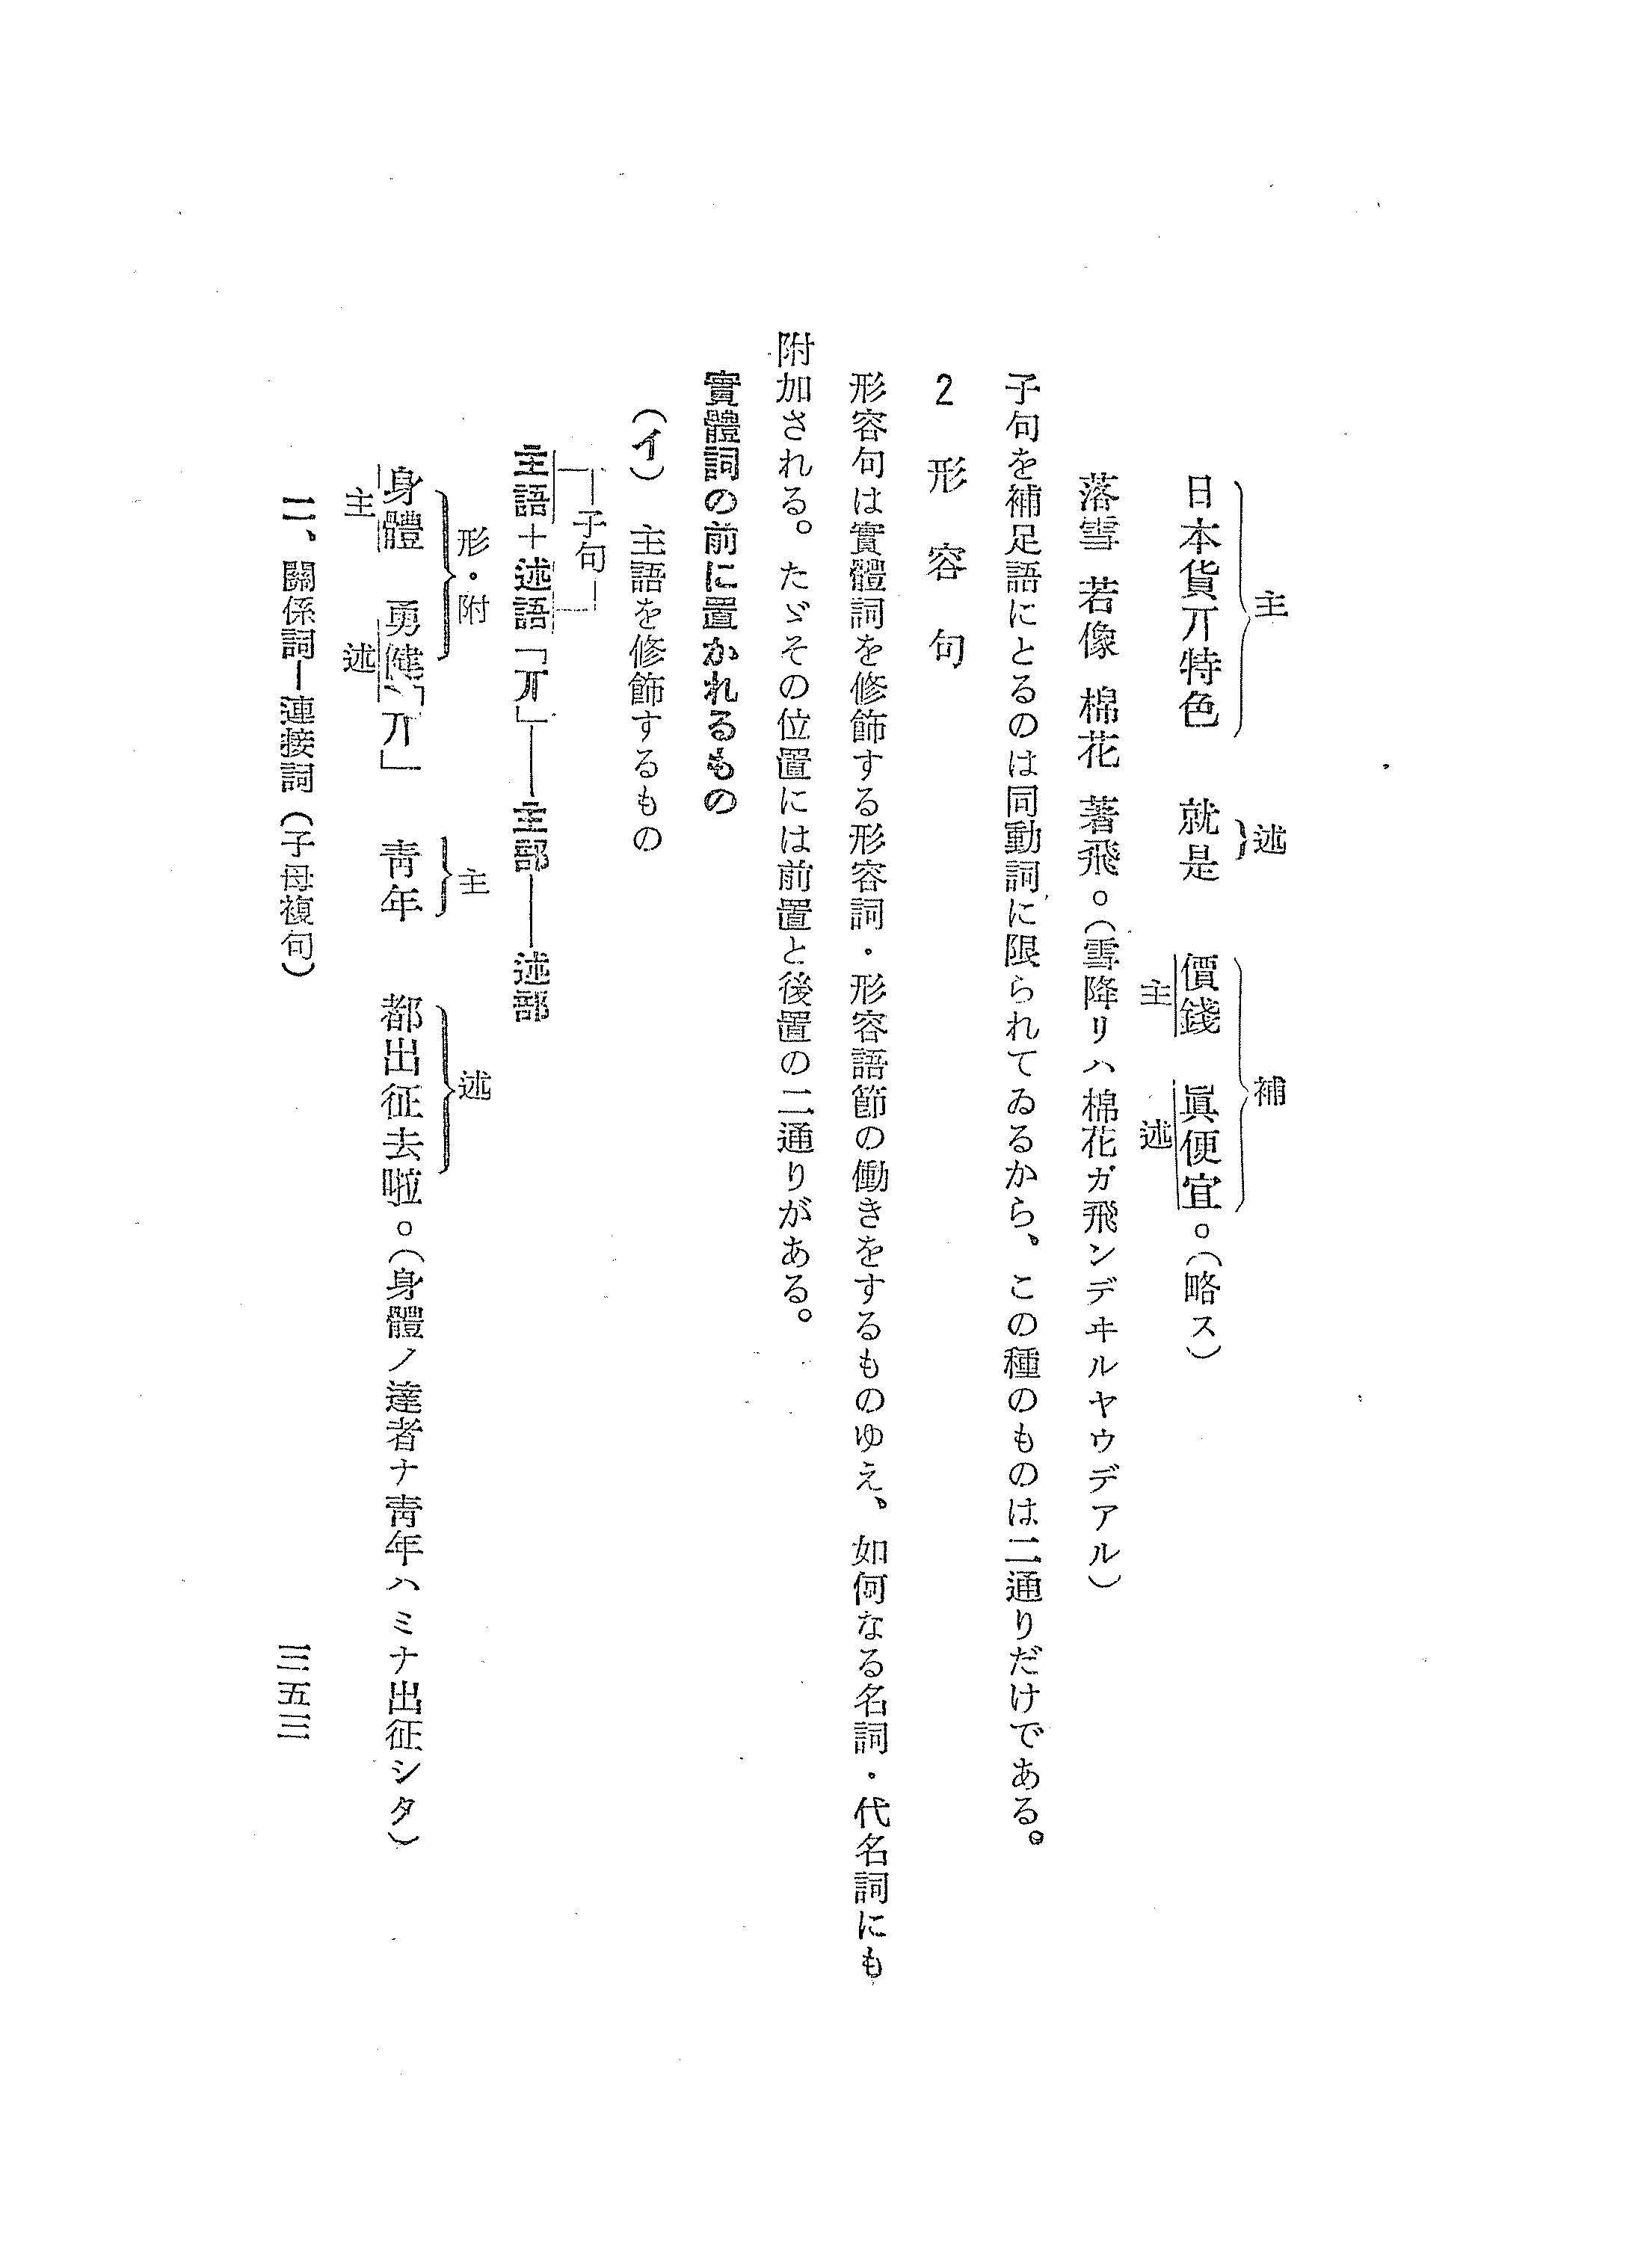 主　述　補
日本貨丌特色　就是　價錢　眞便宜。(略ス)
主　述
落雪　若像　棉花　著飛。(雪降リハ棉花ガ飛ンデヰルヤウデアル)
子句を補足語にとるのは同動詞に限られてゐるから、この種のものは二通りだけである。
2　形容句
形容句は實體詞を修飾する形容詞・形容語節の働きをするものゆえ、如何なる名詞・代名詞にも
附加される。たゞその位置には前置と後置の二通りがある。
實體詞の前に置かれるもの
(イ)　主語を修飾するもの
子句
主語＋述語「丌」──主部──述部
形・附　主　述
身體　勇健「丌」　靑年　都出征去啦。(身體ノ達者ナ靑年ハミナ出征シタ)
主　述
二、關係詞―連接詞(子母複句)
三五三